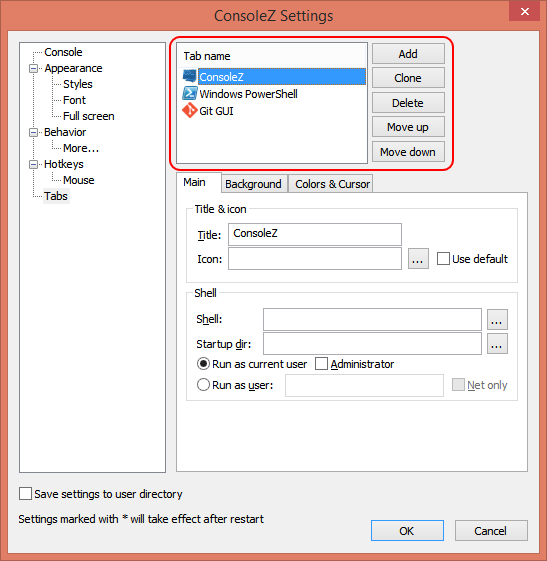 ConsoleZ Settings
Console
Appearance
Styles
Font
Full screen
Behavior
More...
Hotkeys
Mouse
Tabs
Tab name
ConsoleZ
Windows PowerShell
Git GUI
Add
Clone
Delete
Move up
Move down
Main Background Colors & Cursor
Title & icon
Title: ConsoleZ
Icon: ... Use default
Shell
Shell: ...
Startup dir: ...
Run as current user Administrator
Run as user: Net only
Save settings to user directory
Settings marked with * will take effect after restart
OK Cancel